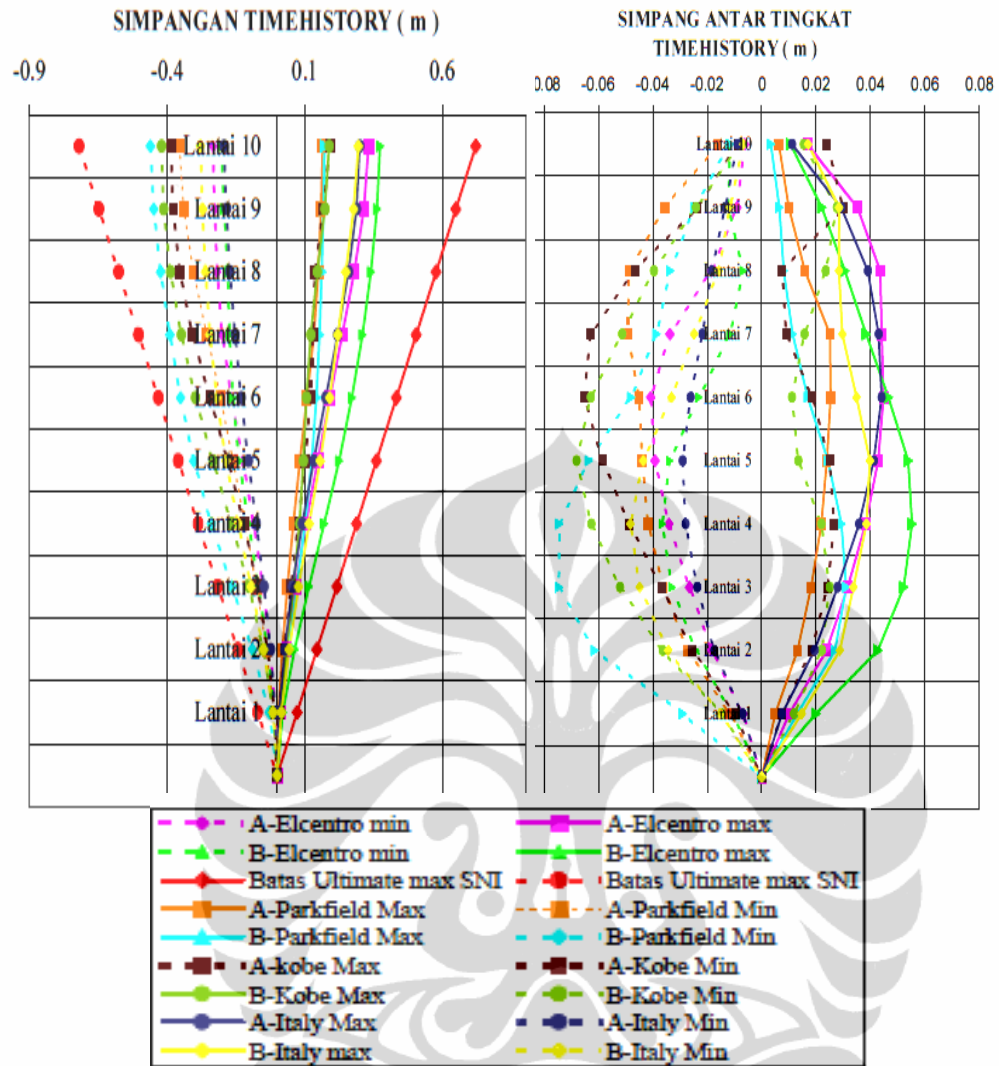 SIMPANGAN TIMEHISTORY ( m )
-0.9 -0.4 0.1 0.6
Lantai 10
Lantai 9
Lantai 8
Lantai 7
Lantai 6
Lantai 5
Lantai 4
Lantai 3
Lantai 2
Lantai 1
SIMPANG ANTAR TINGKAT
TIMEHISTORY ( m )
0.08 -0.06 -0.04 -0.02 0 0.02 0.04 0.06 0.08
Lantai 10
Lantai 9
Lantai 8
Lantai 7
Lantai 6
Lantai 5
Lantai 4
Lantai 3
Lantai 2
Lantai 1
A-Elcentro min A-Elcentro max
B-Elcentro min B-Elcentro max
Batas Ultimate max SNI Batas Ultimate max SNI
A-Parkfield Max A-Parkfield Min
B-Parkfield Max B-Parkfield Min
A-kobe Max A-Kobe Min
B-Kobe Max B-Kobe Min
A-Italy Max A-Italy Min
B-Italy max B-Italy Min